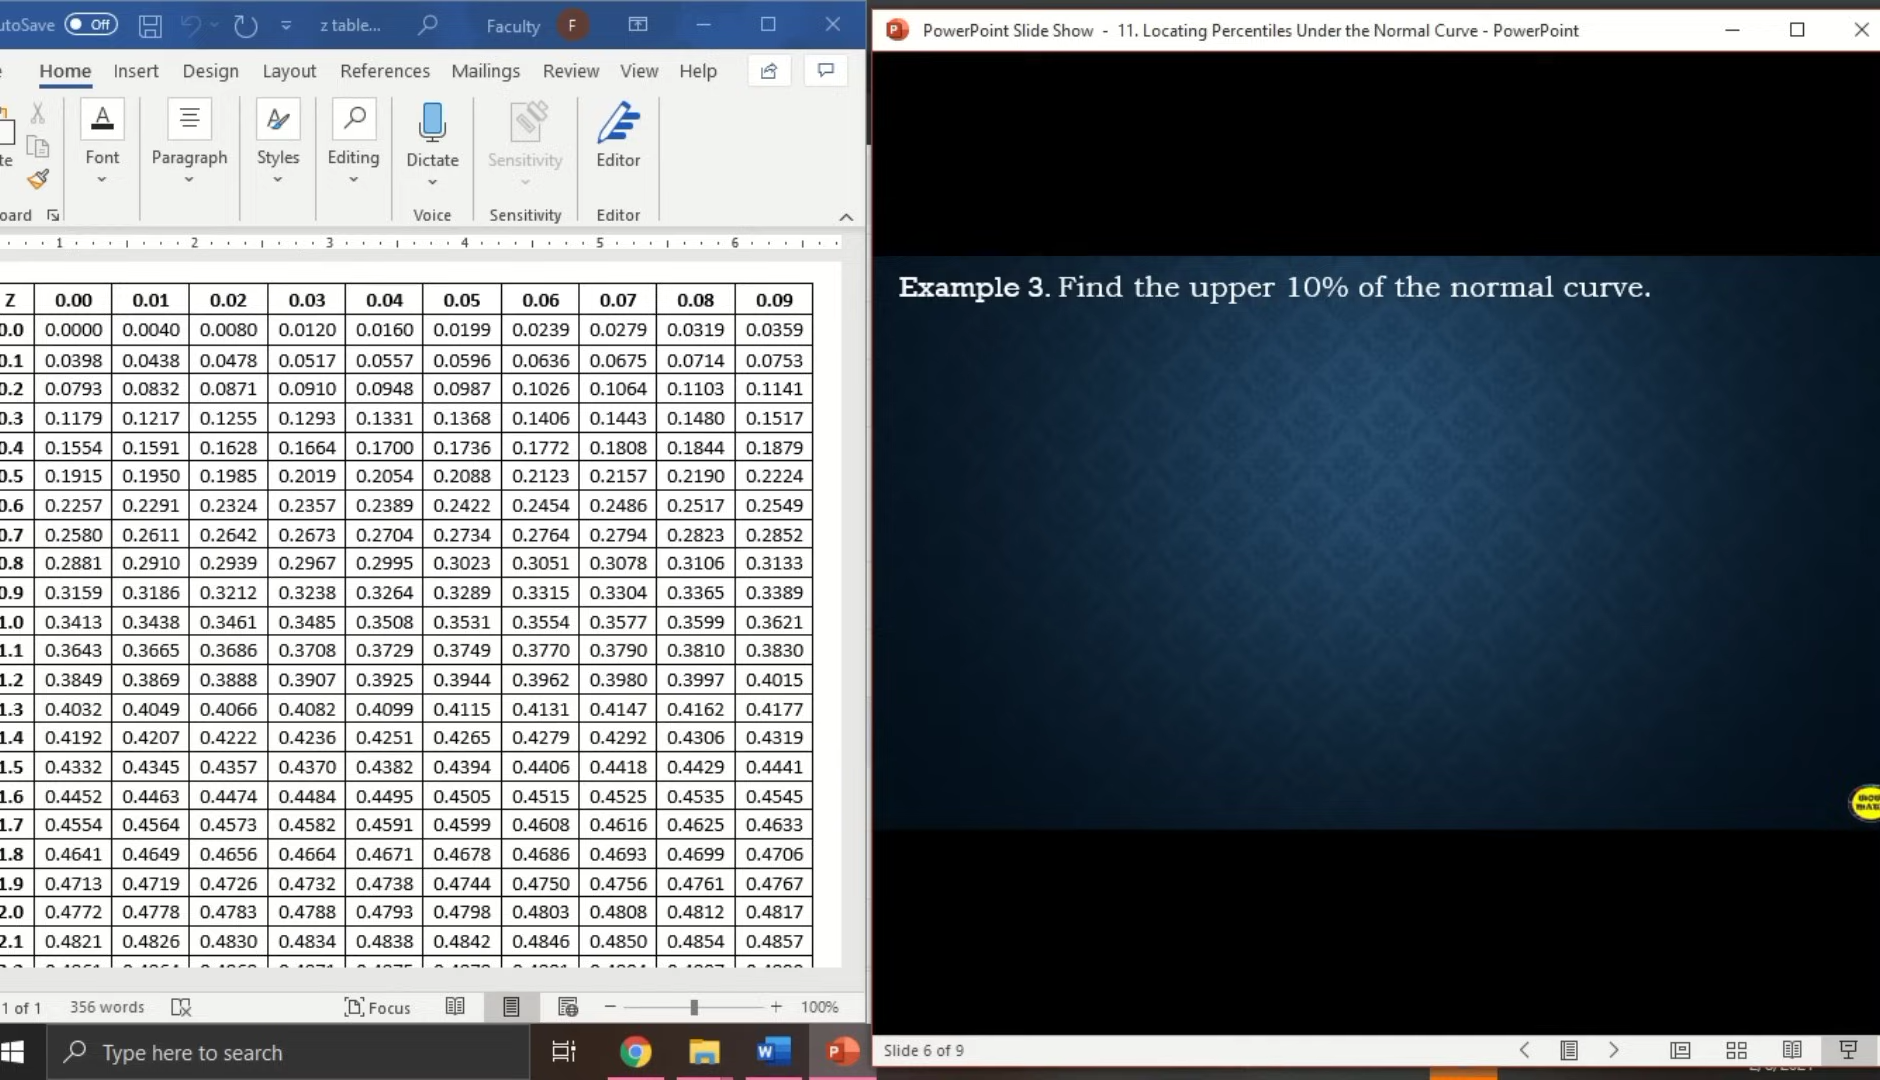 AutoSave Off z table... Faculty F
Home Insert Design Layout References Mailings Review View Help
Font Paragraph Styles Editing Dictate Sensitivity Editor
Voice Sensitivity Editor
1 2 3 4 5 6
Z 0.00 0.01 0.02 0.03 0.04 0.05 0.06 0.07 0.08 0.09
0.0 0.0000 0.0040 0.0080 0.0120 0.0160 0.0199 0.0239 0.0279 0.0319 0.0359
0.1 0.0398 0.0438 0.0478 0.0517 0.0557 0.0596 0.0636 0.0675 0.0714 0.0753
0.2 0.0793 0.0832 0.0871 0.0910 0.0948 0.0987 0.1026 0.1064 0.1103 0.1141
0.3 0.1179 0.1217 0.1255 0.1293 0.1331 0.1368 0.1406 0.1443 0.1480 0.1517
0.4 0.1554 0.1591 0.1628 0.1664 0.1700 0.1736 0.1772 0.1808 0.1844 0.1879
0.5 0.1915 0.1950 0.1985 0.2019 0.2054 0.2088 0.2123 0.2157 0.2190 0.2224
0.6 0.2257 0.2291 0.2324 0.2357 0.2389 0.2422 0.2454 0.2486 0.2517 0.2549
0.7 0.2580 0.2611 0.2642 0.2673 0.2704 0.2734 0.2764 0.2794 0.2823 0.2852
0.8 0.2881 0.2910 0.2939 0.2967 0.2995 0.3023 0.3051 0.3078 0.3106 0.3133
0.9 0.3159 0.3186 0.3212 0.3238 0.3264 0.3289 0.3315 0.3304 0.3365 0.3389
1.0 0.3413 0.3438 0.3461 0.3485 0.3508 0.3531 0.3554 0.3577 0.3599 0.3621
1.1 0.3643 0.3665 0.3686 0.3708 0.3729 0.3749 0.3770 0.3790 0.3810 0.3830
1.2 0.3849 0.3869 0.3888 0.3907 0.3925 0.3944 0.3962 0.3980 0.3997 0.4015
1.3 0.4032 0.4049 0.4066 0.4082 0.4099 0.4115 0.4131 0.4147 0.4162 0.4177
1.4 0.4192 0.4207 0.4222 0.4236 0.4251 0.4265 0.4279 0.4292 0.4306 0.4319
1.5 0.4332 0.4345 0.4357 0.4370 0.4382 0.4394 0.4406 0.4418 0.4429 0.4441
1.6 0.4452 0.4463 0.4474 0.4484 0.4495 0.4505 0.4515 0.4525 0.4535 0.4545
1.7 0.4554 0.4564 0.4573 0.4582 0.4591 0.4599 0.4608 0.4616 0.4625 0.4633
1.8 0.4641 0.4649 0.4656 0.4664 0.4671 0.4678 0.4686 0.4693 0.4699 0.4706
1.9 0.4713 0.4719 0.4726 0.4732 0.4738 0.4744 0.4750 0.4756 0.4761 0.4767
2.0 0.4772 0.4778 0.4783 0.4788 0.4793 0.4798 0.4803 0.4808 0.4812 0.4817
2.1 0.4821 0.4826 0.4830 0.4834 0.4838 0.4842 0.4846 0.4850 0.4854 0.4857
1 of 1 356 words Focus 100%
Type here to search
PowerPoint Slide Show - 11. Locating Percentiles Under the Normal Curve - PowerPoint
Example 3. Find the upper 10% of the normal curve.
Slide 6 of 9